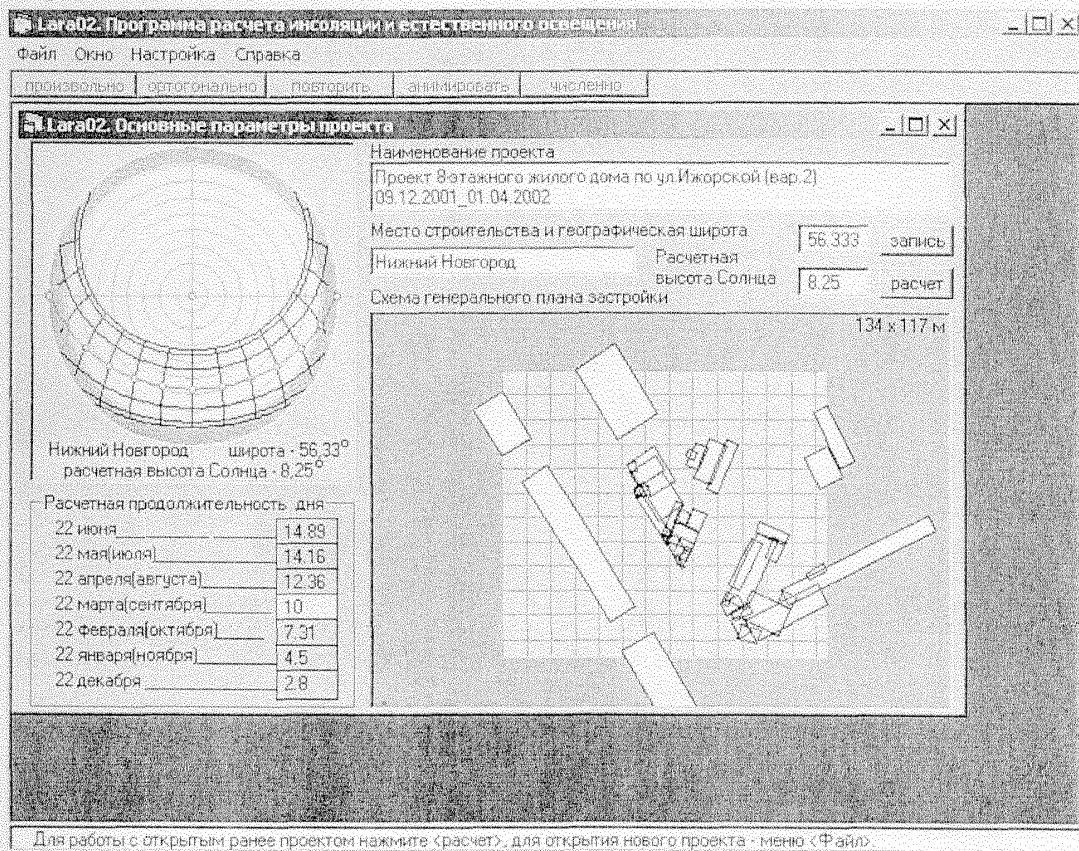 Lara02. Программа расчета инсоляции и естественного освещения
Файл Окно Настройка Справка
произвольно ортогонально повторить анимировать численно
Lara02. Основные параметры проекта
Наименование проекта
Проект 8-этажного жилого дома по ул.Ижорской (вар.2)
09.12.2001_01.04.2002
Место строительства и географическая широта
56.333 запись
Нижний Новгород
Расчетная
высота Солнца
8.25 расчет
Схема генерального плана застройки
134 x 117 м
Нижний Новгород широта - 56,33°
расчетная высота Солнца - 8,25°
Расчетная продолжительность дня
22 июня 14.89
22 мая(июля) 14.16
22 апреля(августа) 12.36
22 марта(сентября) 10
22 февраля(октября) 7.31
22 января(ноября) 4.5
22 декабря 2.8
Для работы с открытым ранее проектом нажмите <расчет>, для открытия нового проекта - меню <Файл>.